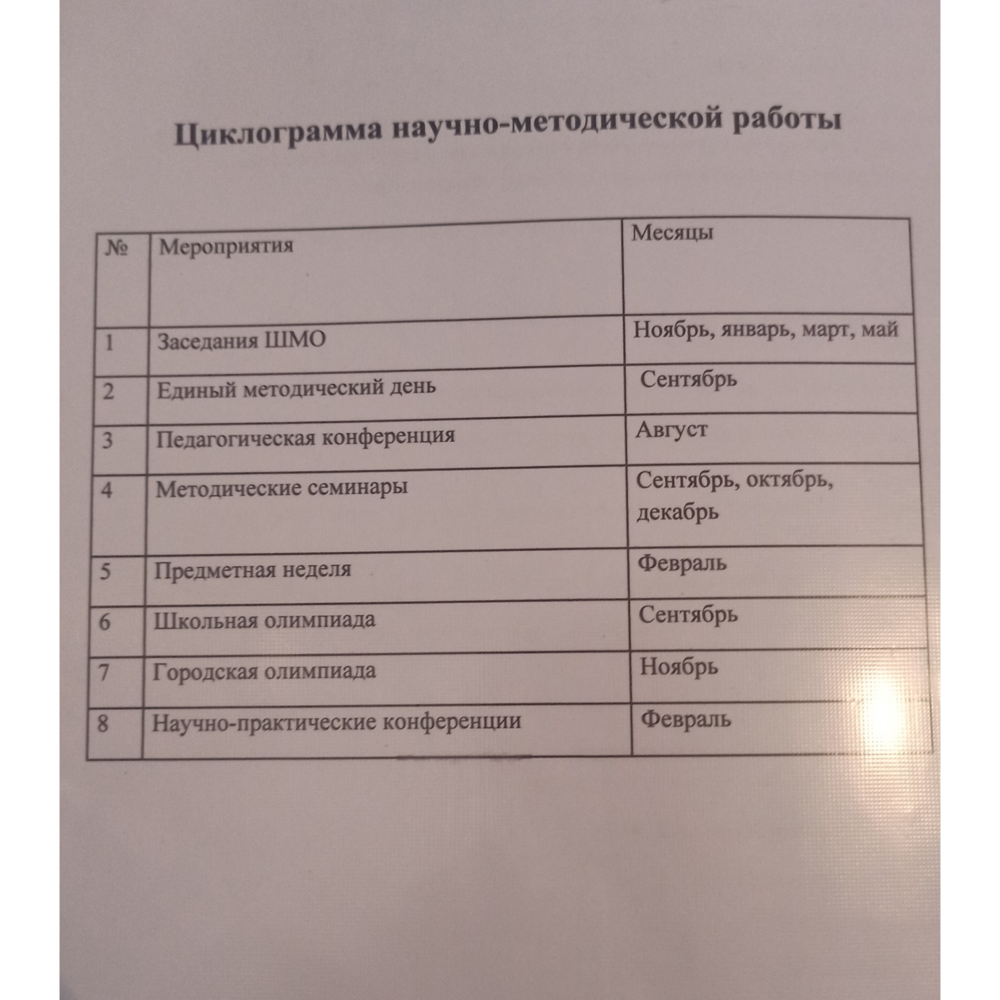 Циклограмма научно-методической работы
№ Мероприятия Месяцы
1 Заседания ШМО Ноябрь, январь, март, май
2 Единый методический день Сентябрь
3 Педагогическая конференция Август
4 Методические семинары Сентябрь, октябрь,
декабрь
5 Предметная неделя Февраль
6 Школьная олимпиада Сентябрь
7 Городская олимпиада Ноябрь
8 Научно-практические конференции Февраль